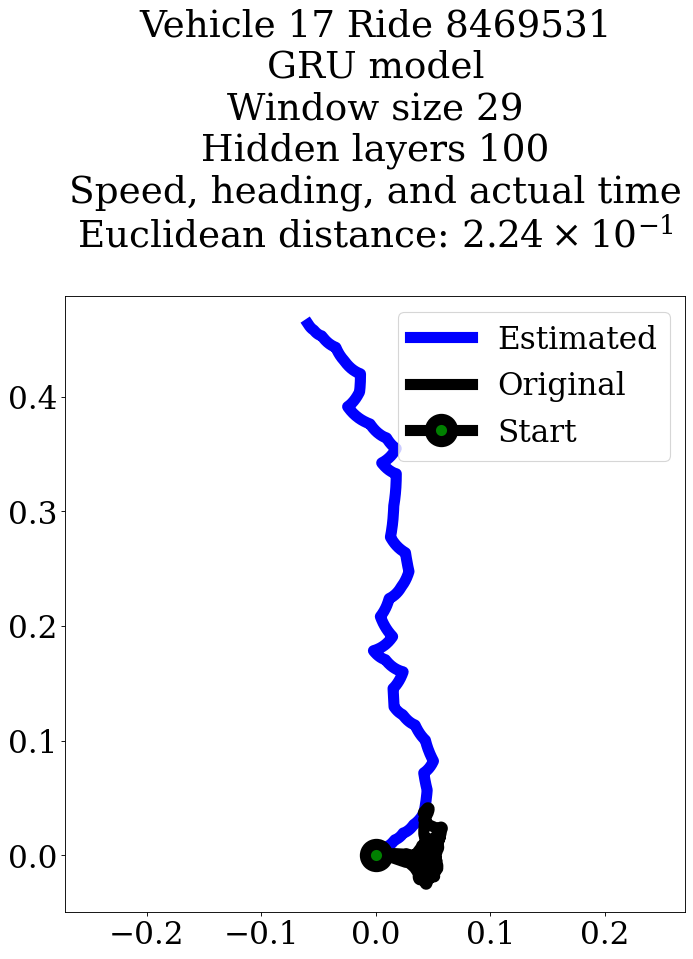 Vehicle 17 Ride 8469531
GRU model
Window size 29
Hidden layers 100
Speed, heading, and actual time
Euclidean distance: 2.24 × 10⁻¹
Estimated
Original
Start
0.4
0.3
0.2
0.1
0.0
−0.2 −0.1 0.0 0.1 0.2